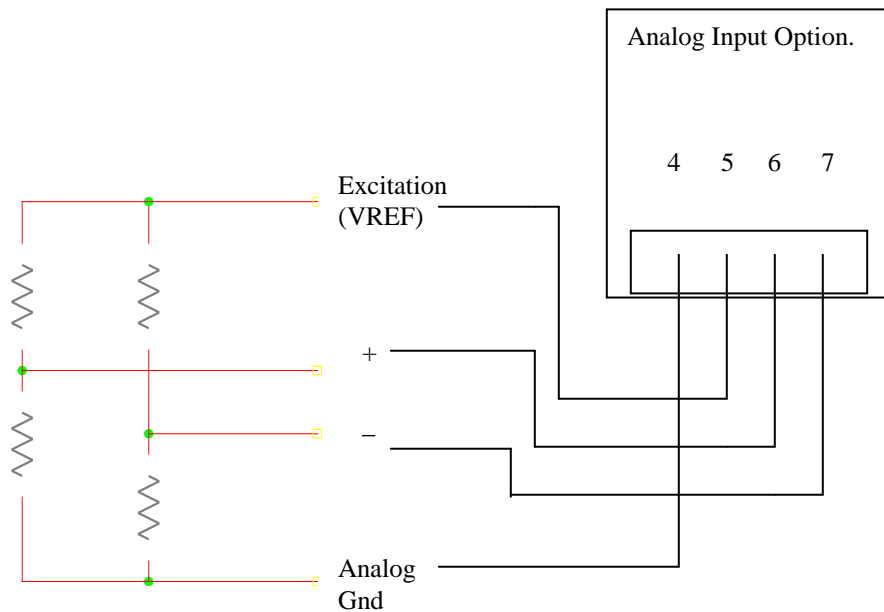 Analog Input Option.
4 5 6 7
Excitation
(VREF)
+
–
Analog
Gnd